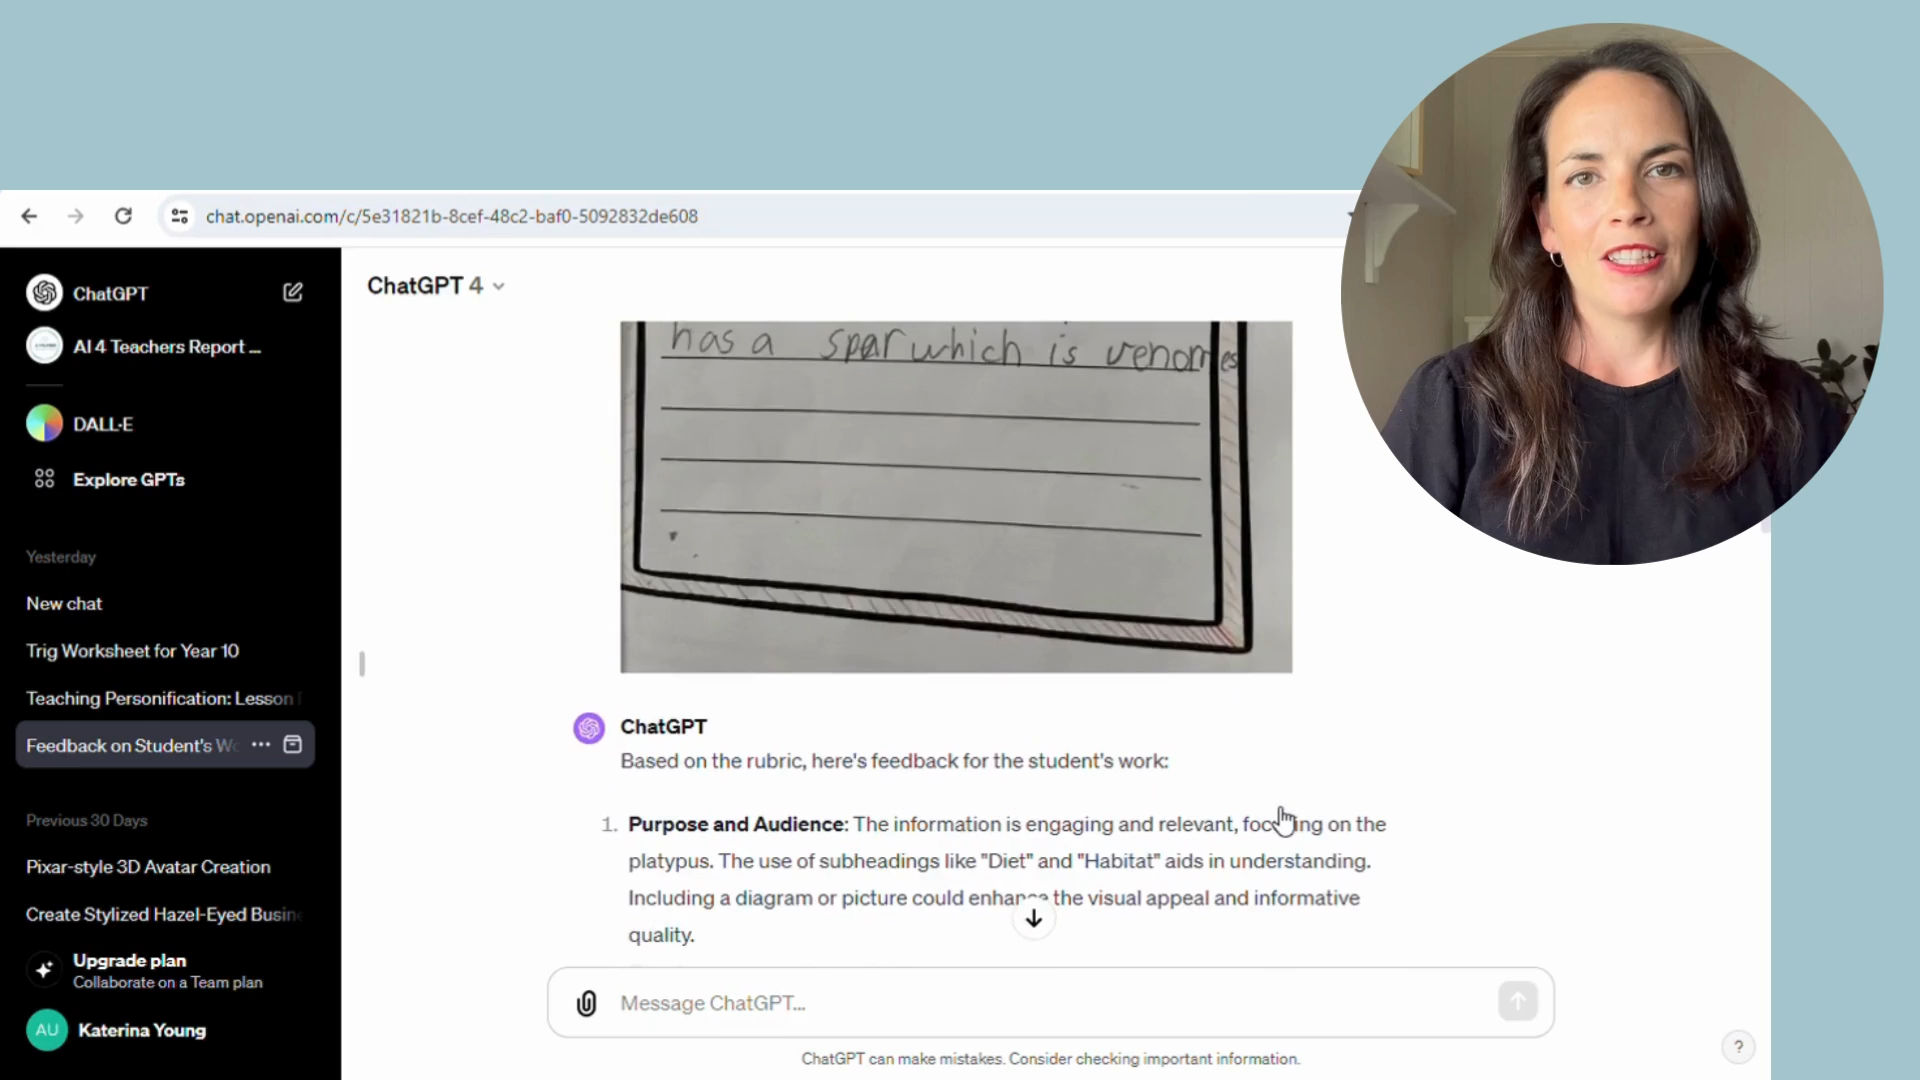 chat.openai.com/c/5e31821b-8cef-48c2-baf0-5092832de608
ChatGPT
AI 4 Teachers Report ...
DALL·E
Explore GPTs
Yesterday
New chat
Trig Worksheet for Year 10
Teaching Personification: Lesson
Feedback on Student's Wo
Previous 30 Days
Pixar-style 3D Avatar Creation
Create Stylized Hazel-Eyed Busin
Upgrade plan
Collaborate on a Team plan
AU
Katerina Young
ChatGPT 4
has a spar which is venomes
ChatGPT
Based on the rubric, here's feedback for the student's work:
1. Purpose and Audience: The information is engaging and relevant, focusing on the
platypus. The use of subheadings like "Diet" and "Habitat" aids in understanding.
Including a diagram or picture could enhance the visual appeal and informative
quality.
Message ChatGPT...
ChatGPT can make mistakes. Consider checking important information.
?